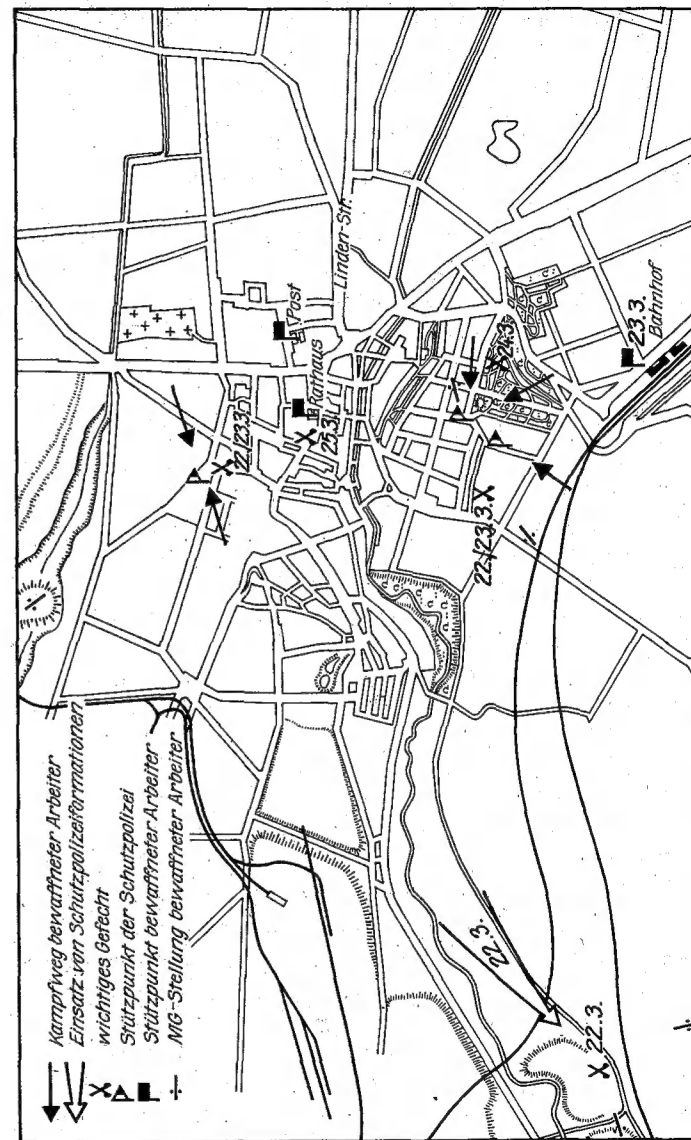 Kampfweg bewaffneter Arbeiter
Einsatz von Schutzpolizeiformationen
wichtiges Gefecht
Stützpunkt der Schutzpolizei
Stützpunkt bewaffneter Arbeiter
MG-Stellung bewaffneter Arbeiter
22./23.3.
Post
Rathaus
25.3.
Linden-Str.
24.3.
22./23.3.
23.3.
Bahnhof
22.3.
22.3.